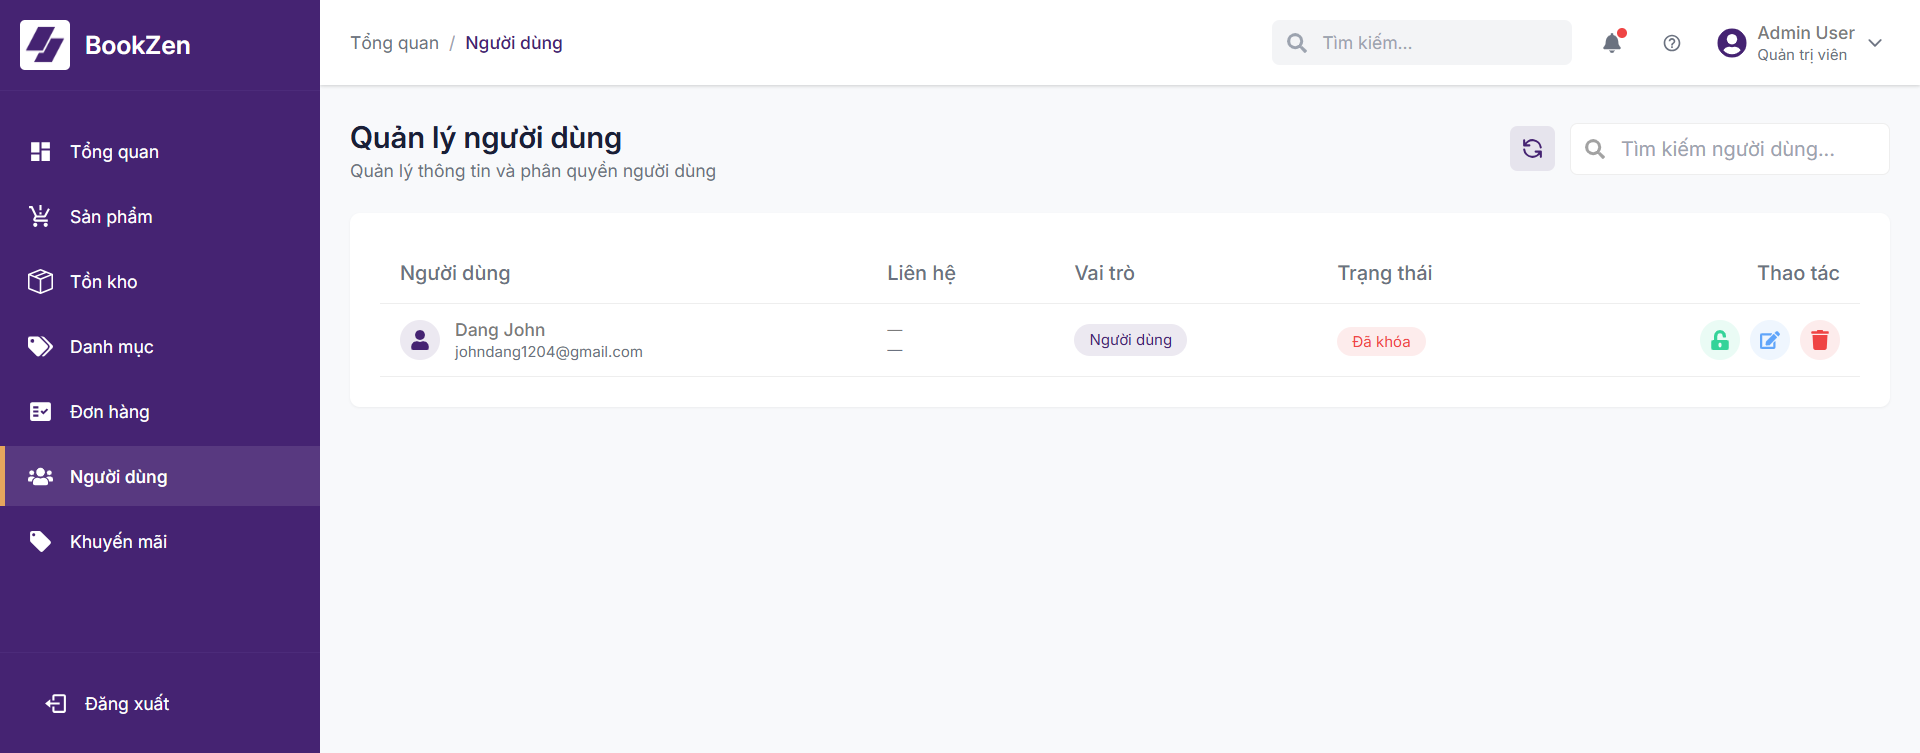 BookZen
Tổng quan
Sản phẩm
Tồn kho
Danh mục
Đơn hàng
Người dùng
Khuyến mãi
Đăng xuất
Tổng quan / Người dùng
Tìm kiếm...
Admin User
Quản trị viên
Quản lý người dùng
Quản lý thông tin và phân quyền người dùng
Tìm kiếm người dùng...
Người dùng Liên hệ Vai trò Trạng thái Thao tác
Dang John
johndang1204@gmail.com
—
—
Người dùng
Đã khóa